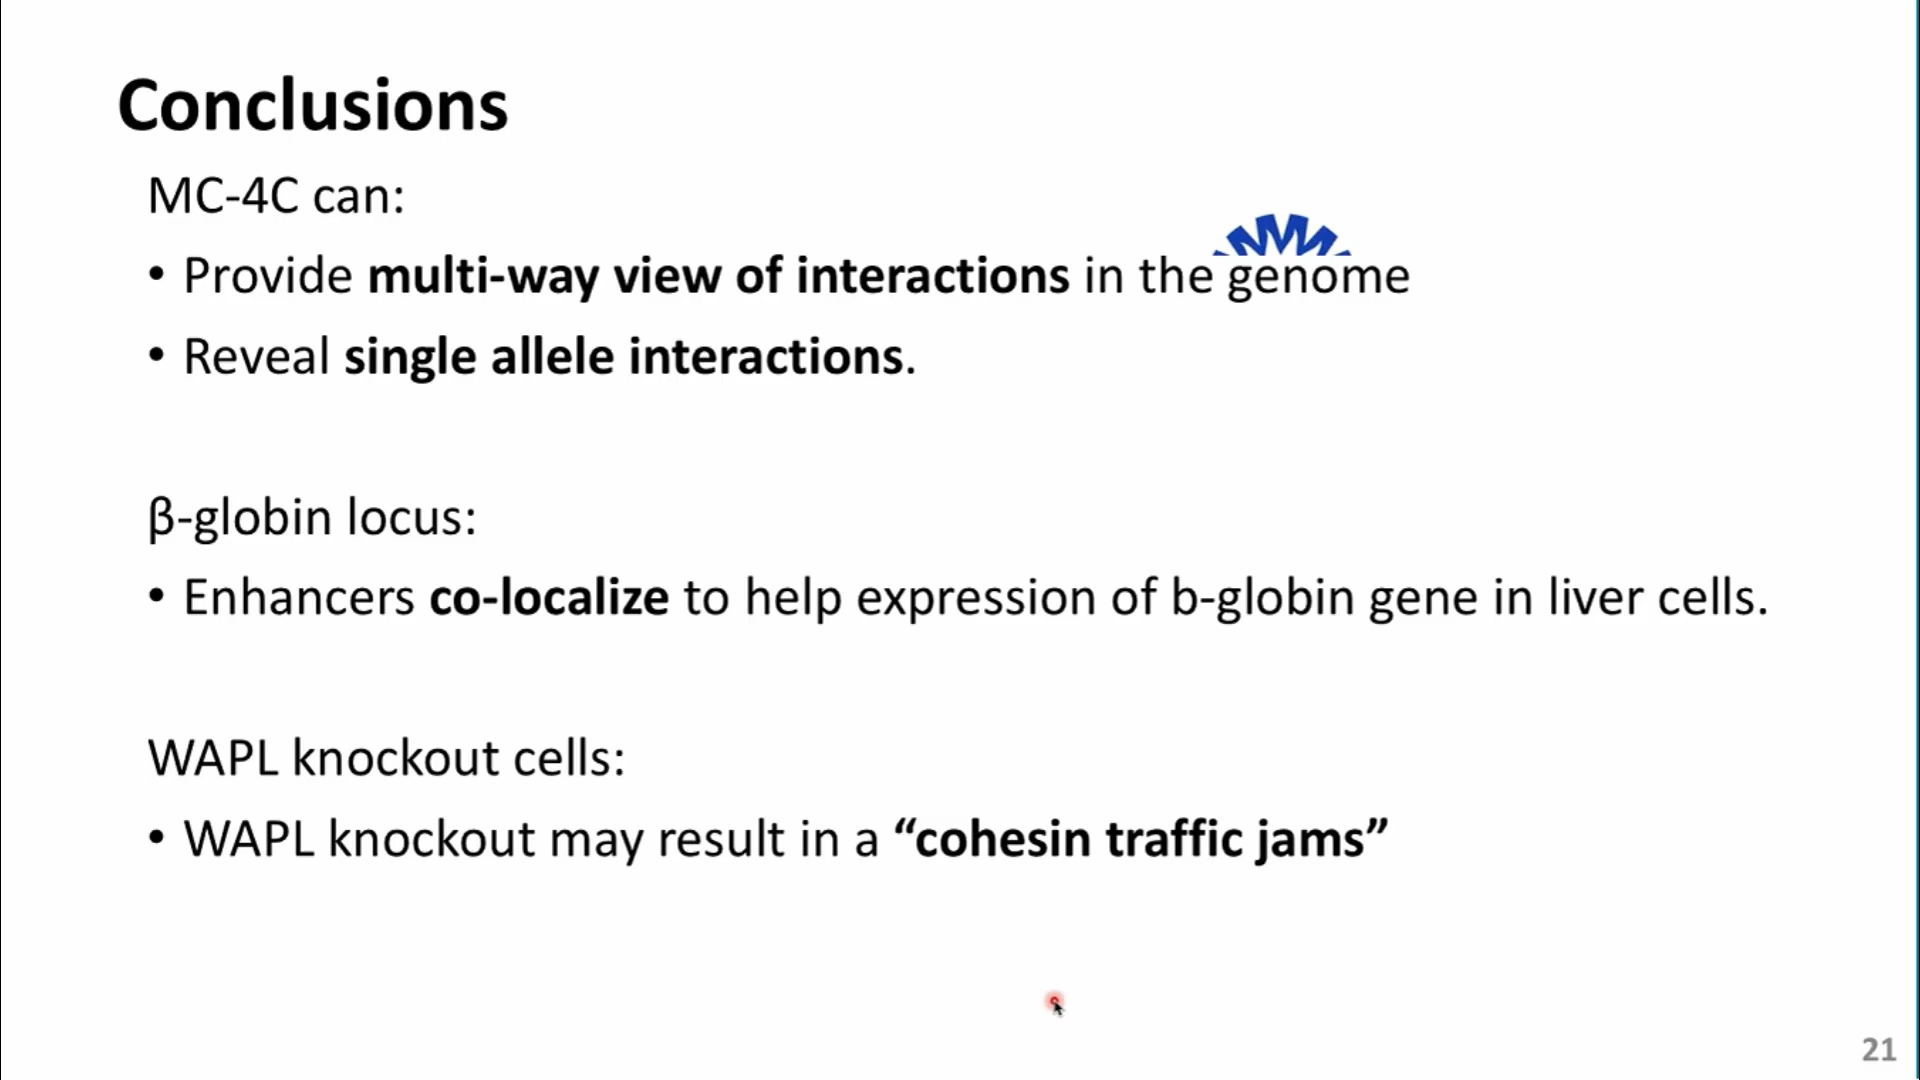 Conclusions
MC-4C can:
• Provide multi-way view of interactions in the genome
• Reveal single allele interactions.
β-globin locus:
• Enhancers co-localize to help expression of b-globin gene in liver cells.
WAPL knockout cells:
• WAPL knockout may result in a “cohesin traffic jams”
21